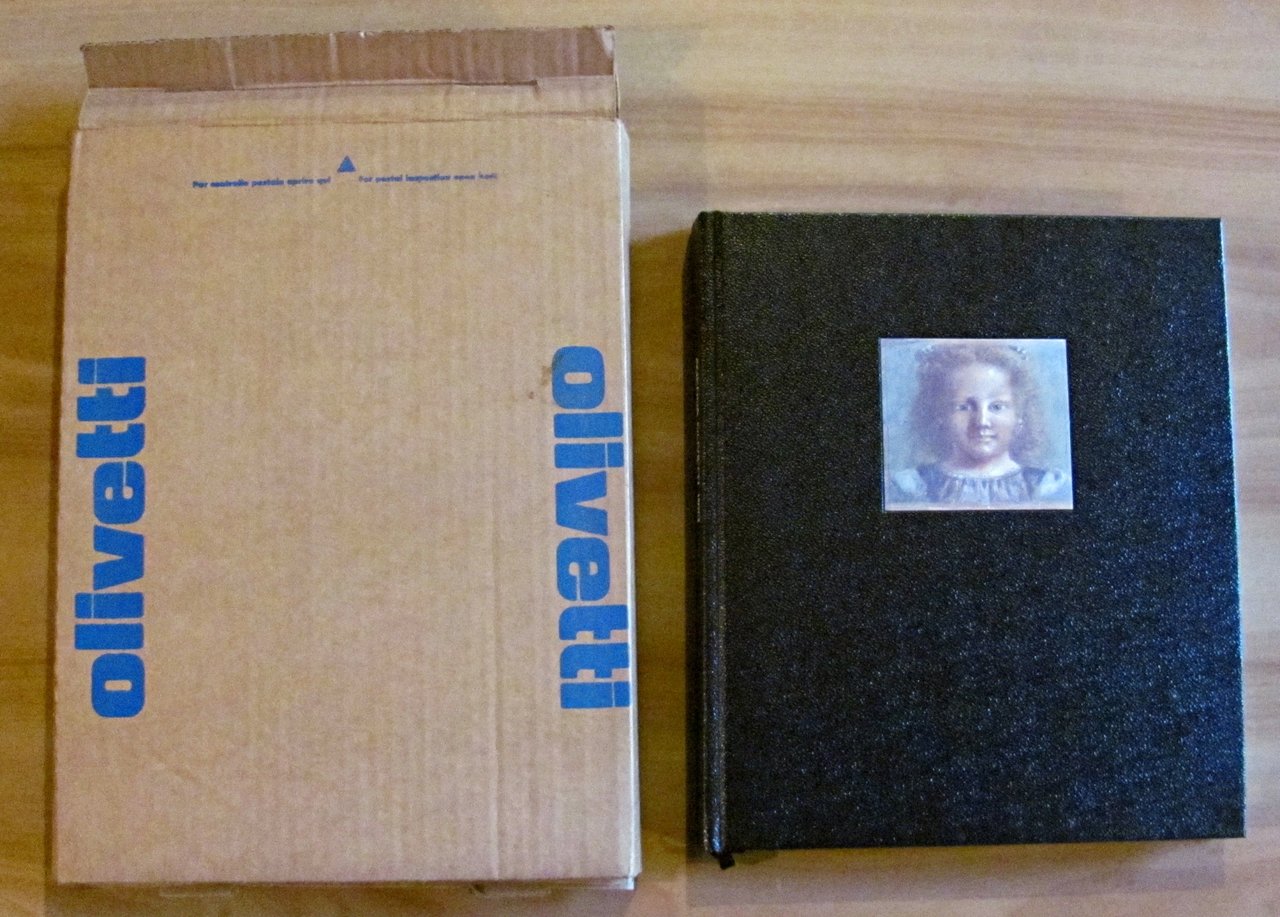 Per controllo postale aprire qui ▲ For postal inspection open here
olivetti
olivetti